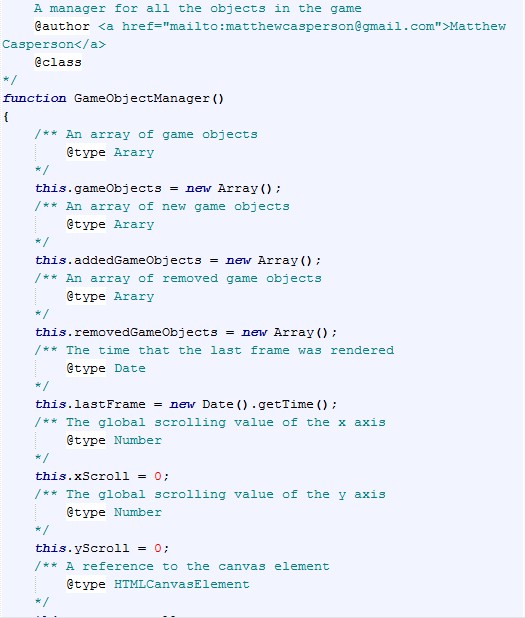 A manager for all the objects in the game
@author <a href="mailto:matthewcasperson@gmail.com">Matthew
Casperson</a>
@class
*/
function GameObjectManager()
{
/** An array of game objects
@type Arary
*/
this.gameObjects = new Array();
/** An array of new game objects
@type Arary
*/
this.addedGameObjects = new Array();
/** An array of removed game objects
@type Arary
*/
this.removedGameObjects = new Array();
/** The time that the last frame was rendered
@type Date
*/
this.lastFrame = new Date().getTime();
/** The global scrolling value of the x axis
@type Number
*/
this.xScroll = 0;
/** The global scrolling value of the y axis
@type Number
*/
this.yScroll = 0;
/** A reference to the canvas element
@type HTMLCanvasElement
*/